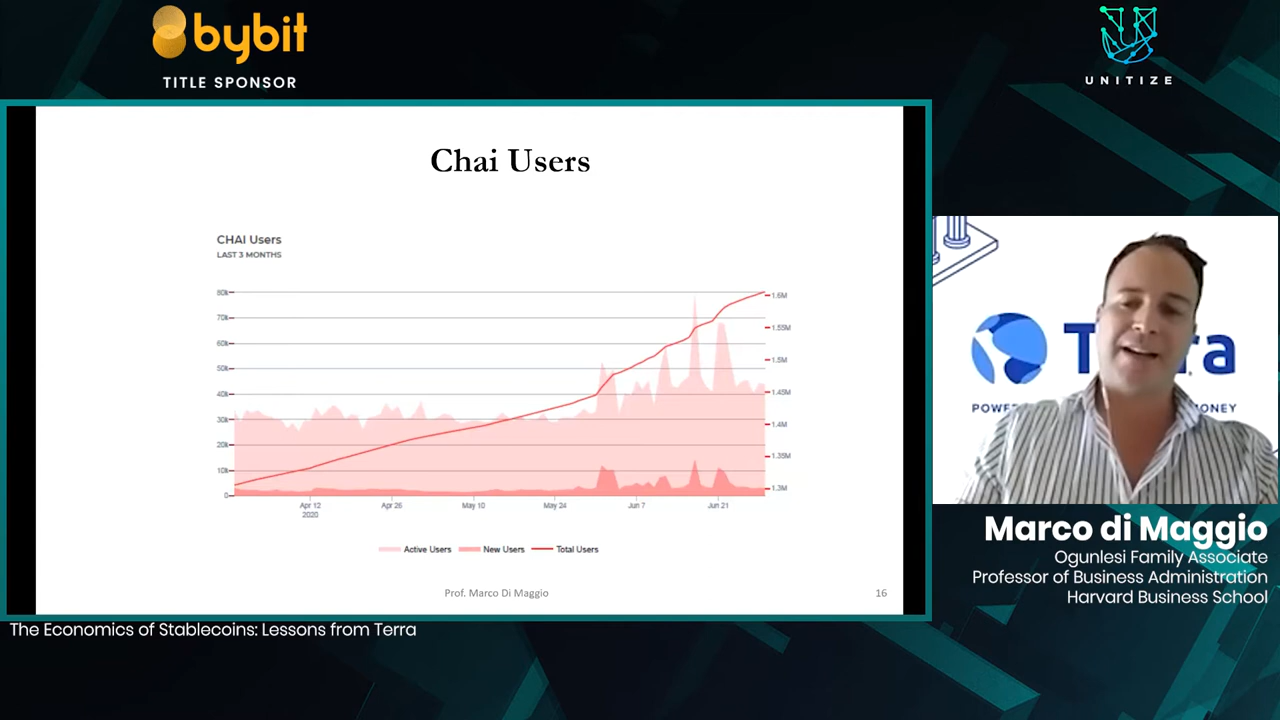 bybit
TITLE SPONSOR
UNITIZE
Chai Users
CHAI Users
LAST 3 MONTHS
80k
70k
60k
50k
40k
30k
20k
10k
0
1.6M
1.55M
1.5M
1.45M
1.4M
1.35M
1.3M
Apr 12
2020
Apr 26
May 10
May 24
Jun 7
Jun 21
Active Users
New Users
Total Users
Prof. Marco Di Maggio
16
MONEY
Marco di Maggio
Ogunlesi Family Associate
Professor of Business Administration
Harvard Business School
The Economics of Stablecoins: Lessons from Terra